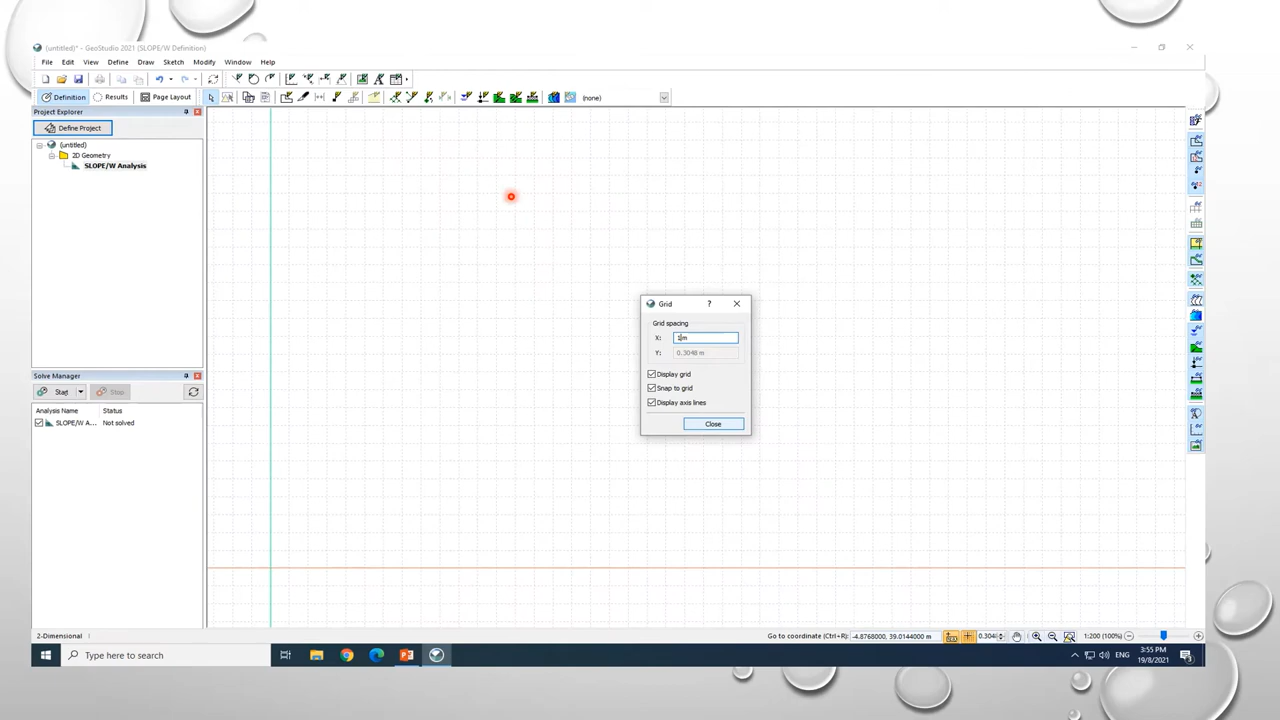 (untitled)* - GeoStudio 2021 (SLOPE/W Definition)
File Edit View Define Draw Sketch Modify Window Help
Definition Results Page Layout (none)
Project Explorer
Define Project
(untitled)
2D Geometry
SLOPE/W Analysis
Grid
Grid spacing
X: 1m
Y: 0.3048 m
Display grid
Snap to grid
Display axis lines
Close
Solve Manager
Start Stop
Analysis Name Status
SLOPE/W A... Not solved
2-Dimensional
Go to coordinate (Ctrl+R): -4.8768000, 39.0144000 m 0.304 1:200 (100%)
Type here to search
ENG
3:55 PM
19/8/2021
3